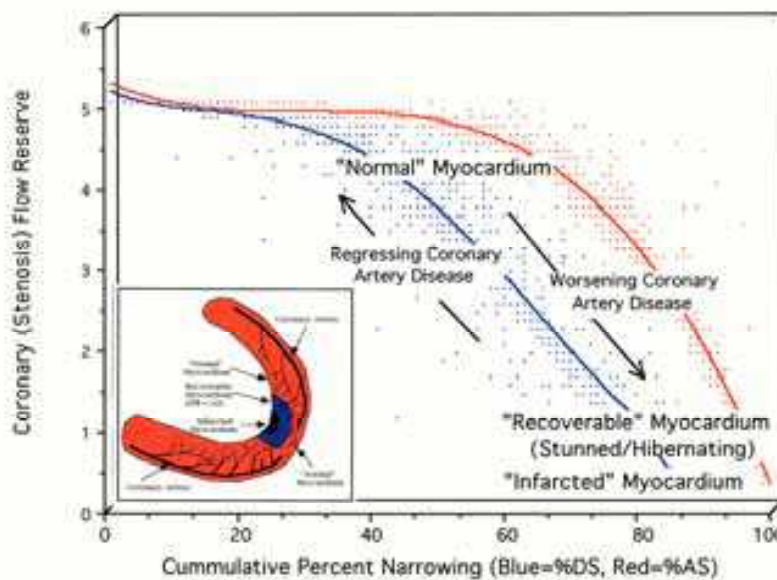 6
5
4
3
2
1
0
Coronary (Stenosis) Flow Reserve
"Normal" Myocardium
Regressing Coronary
Artery Disease
Worsening Coronary
Artery Disease
"Recoverable" Myocardium
(Stunned/Hibernating)
"Infarcted" Myocardium
0 20 40 60 80 100
Cummulative Percent Narrowing (Blue=%DS, Red=%AS)